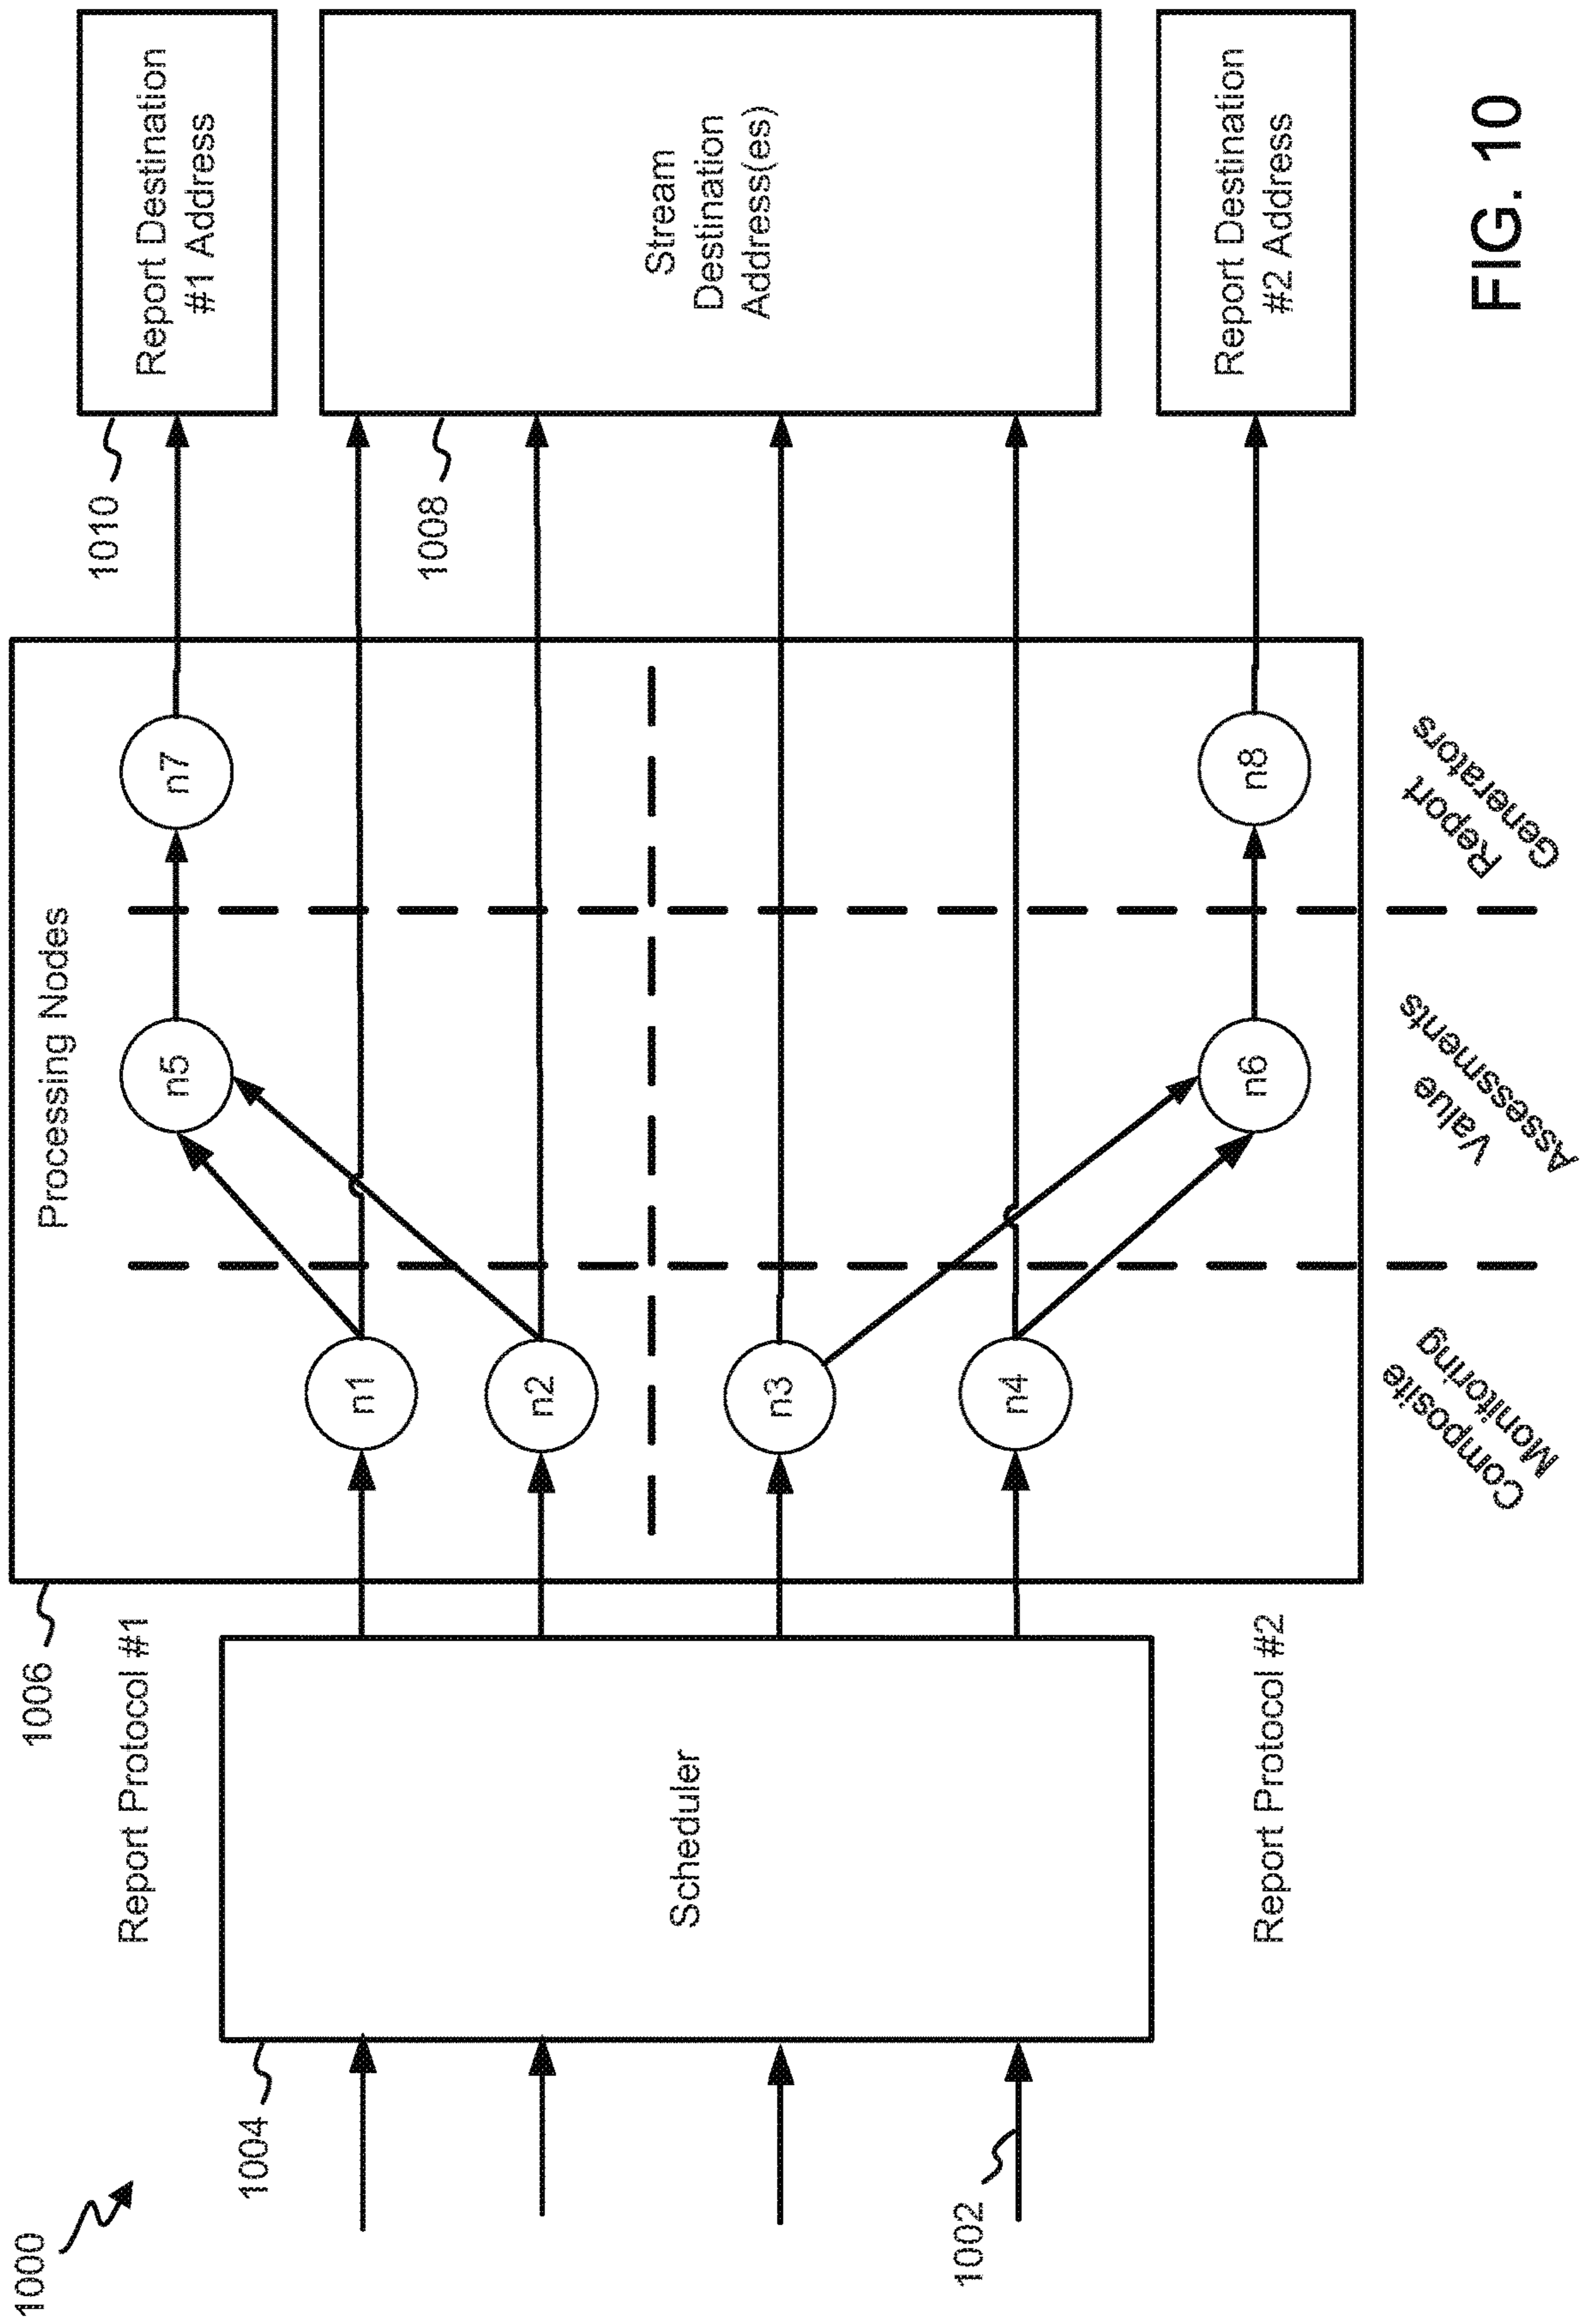 1000
1002
1004
Scheduler
Report Protocol #1
Report Protocol #2
1006
Processing Nodes
n1
n2
n3
n4
n5
n6
n7
n8
Composite
Monitoring
Value
Assessments
Report
Generators
1010
Report Destination
#1 Address
1008
Stream
Destination
Address(es)
Report Destination
#2 Address
FIG. 10